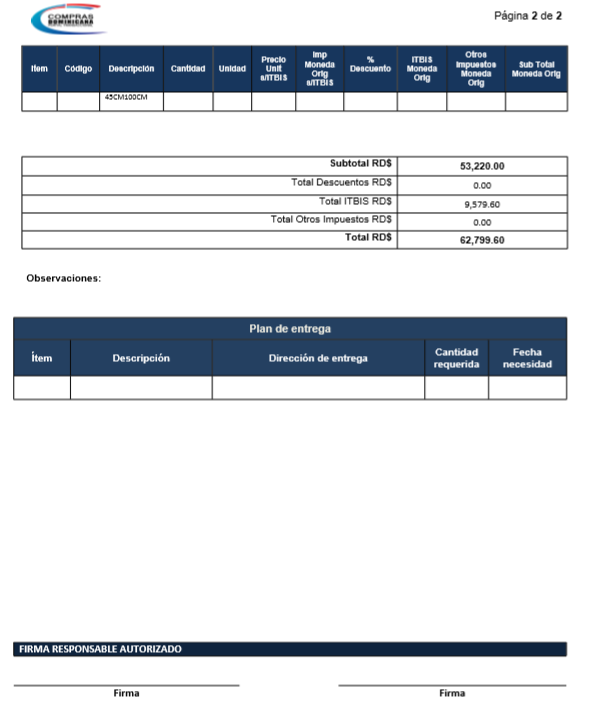 COMPRAS
DOMINICANA
Página 2 de 2
Item Código Descripción Cantidad Unidad Precio Unit s/ITBIS Imp Moneda Orig s/ITBIS % Descuento ITBIS Moneda Orig Otros Impuestos Moneda Orig Sub Total Moneda Orig
45CM100CM
Subtotal RD$ 53,220.00
Total Descuentos RD$ 0.00
Total ITBIS RD$ 9,579.60
Total Otros Impuestos RD$ 0.00
Total RD$ 62,799.60
Observaciones:
Plan de entrega
Ítem Descripción Dirección de entrega Cantidad requerida Fecha necesidad
FIRMA RESPONSABLE AUTORIZADO
Firma Firma